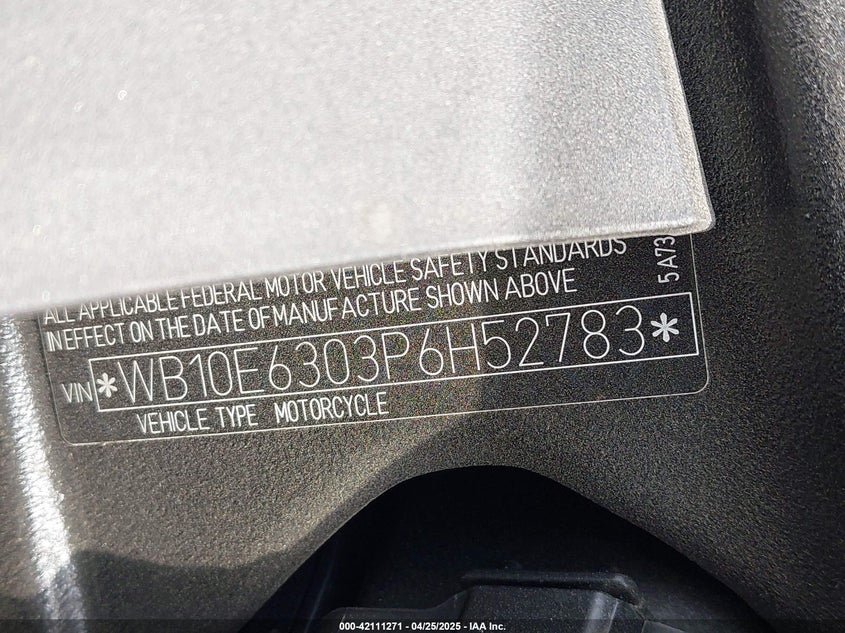 ALL APPLICABLE FEDERAL MOTOR VEHICLE SAFETY STANDARDS
IN EFFECT ON THE DATE OF MANUFACTURE SHOWN ABOVE
VIN *WB10E6303P6H52783*
VEHICLE TYPE MOTORCYCLE
5A73
000-42111271 - 04/25/2025 - IAA Inc.